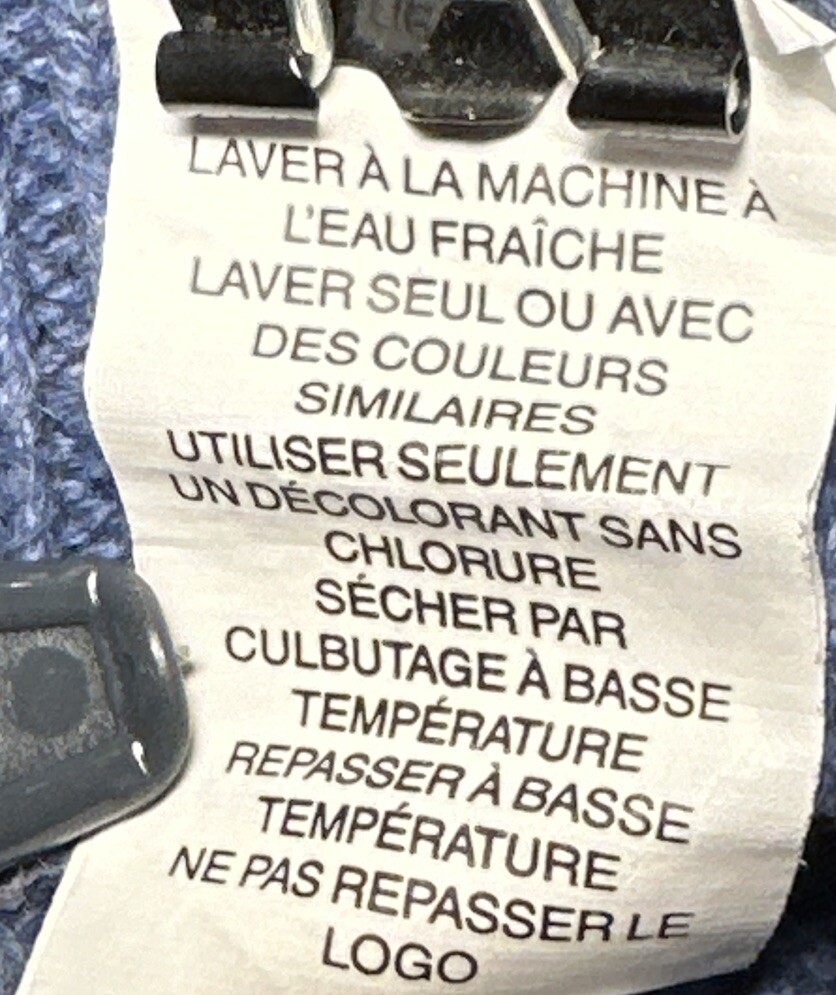 LAVER À LA MACHINE À
L'EAU FRAÎCHE
LAVER SEUL OU AVEC
DES COULEURS
SIMILAIRES
UTILISER SEULEMENT
UN DÉCOLORANT SANS
CHLORURE
SÉCHER PAR
CULBUTAGE À BASSE
TEMPÉRATURE
REPASSER À BASSE
TEMPÉRATURE
NE PAS REPASSER LE
LOGO